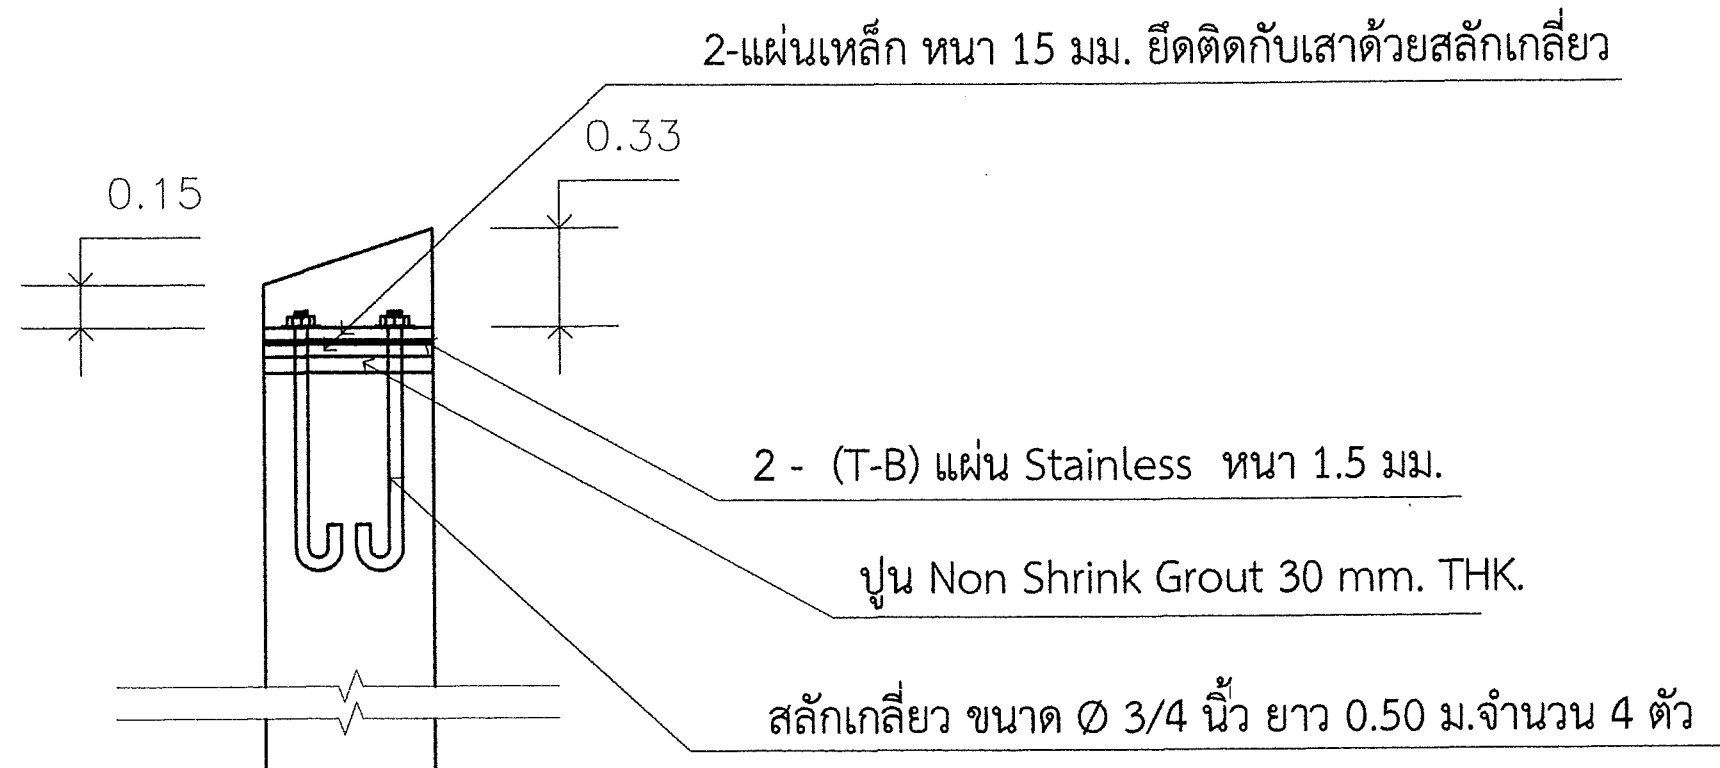 2-แผ่นเหล็ก หนา 15 มม. ยึดติดกับเสาด้วยสลักเกลี่ยว
0.33
0.15
2 - (T-B) แผ่น Stainless หนา 1.5 มม.
ปูน Non Shrink Grout 30 mm. THK.
สลักเกลี่ยว ขนาด Ø 3/4 นิ้ว ยาว 0.50 ม.จำนวน 4 ตัว